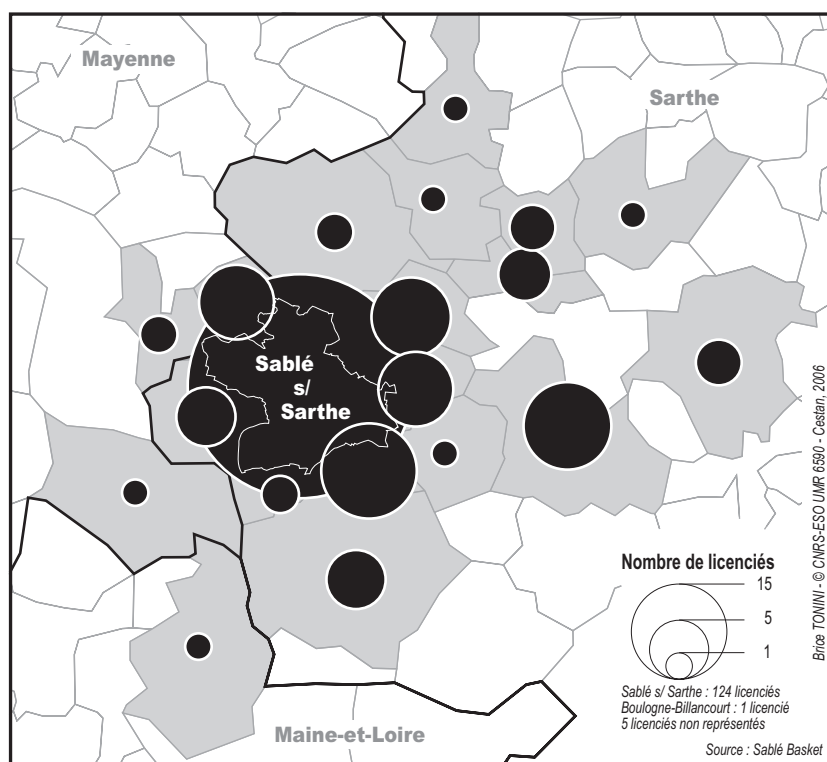 Mayenne
Sarthe
Sablé
s/
Sarthe
Maine-et-Loire
Nombre de licenciés
15
5
1
Sablé s/ Sarthe : 124 licenciés
Boulogne-Billancourt : 1 licencié
5 licenciés non représentés
Source : Sablé Basket
Brice TONINI - © CNRS-ESO UMR 6590 - Cestan, 2006